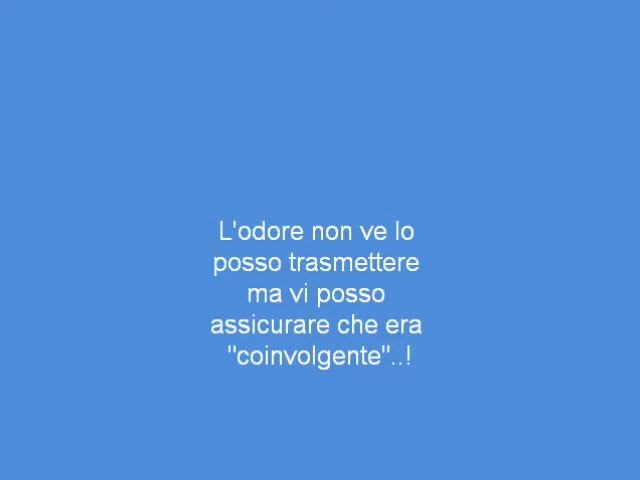 L'odore non ve lo
posso trasmettere
ma vi posso
assicurare che era
"coinvolgente"..!